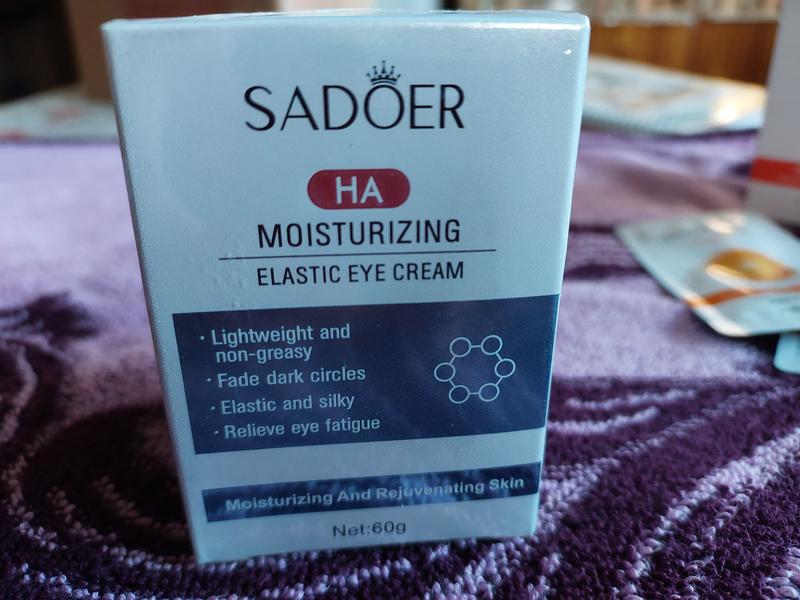 SADOER
HA
MOISTURIZING
ELASTIC EYE CREAM
· Lightweight and
non-greasy
· Fade dark circles
· Elastic and silky
· Relieve eye fatigue
Moisturizing And Rejuvenating Skin
Net:60g